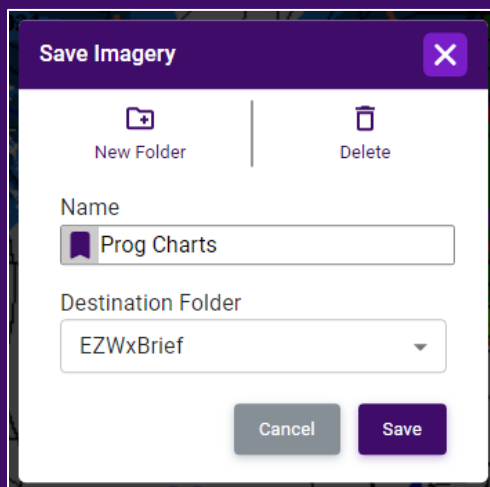 Save Imagery
New Folder
Delete
Name
Prog Charts
Destination Folder
EZWxBrief
Cancel
Save